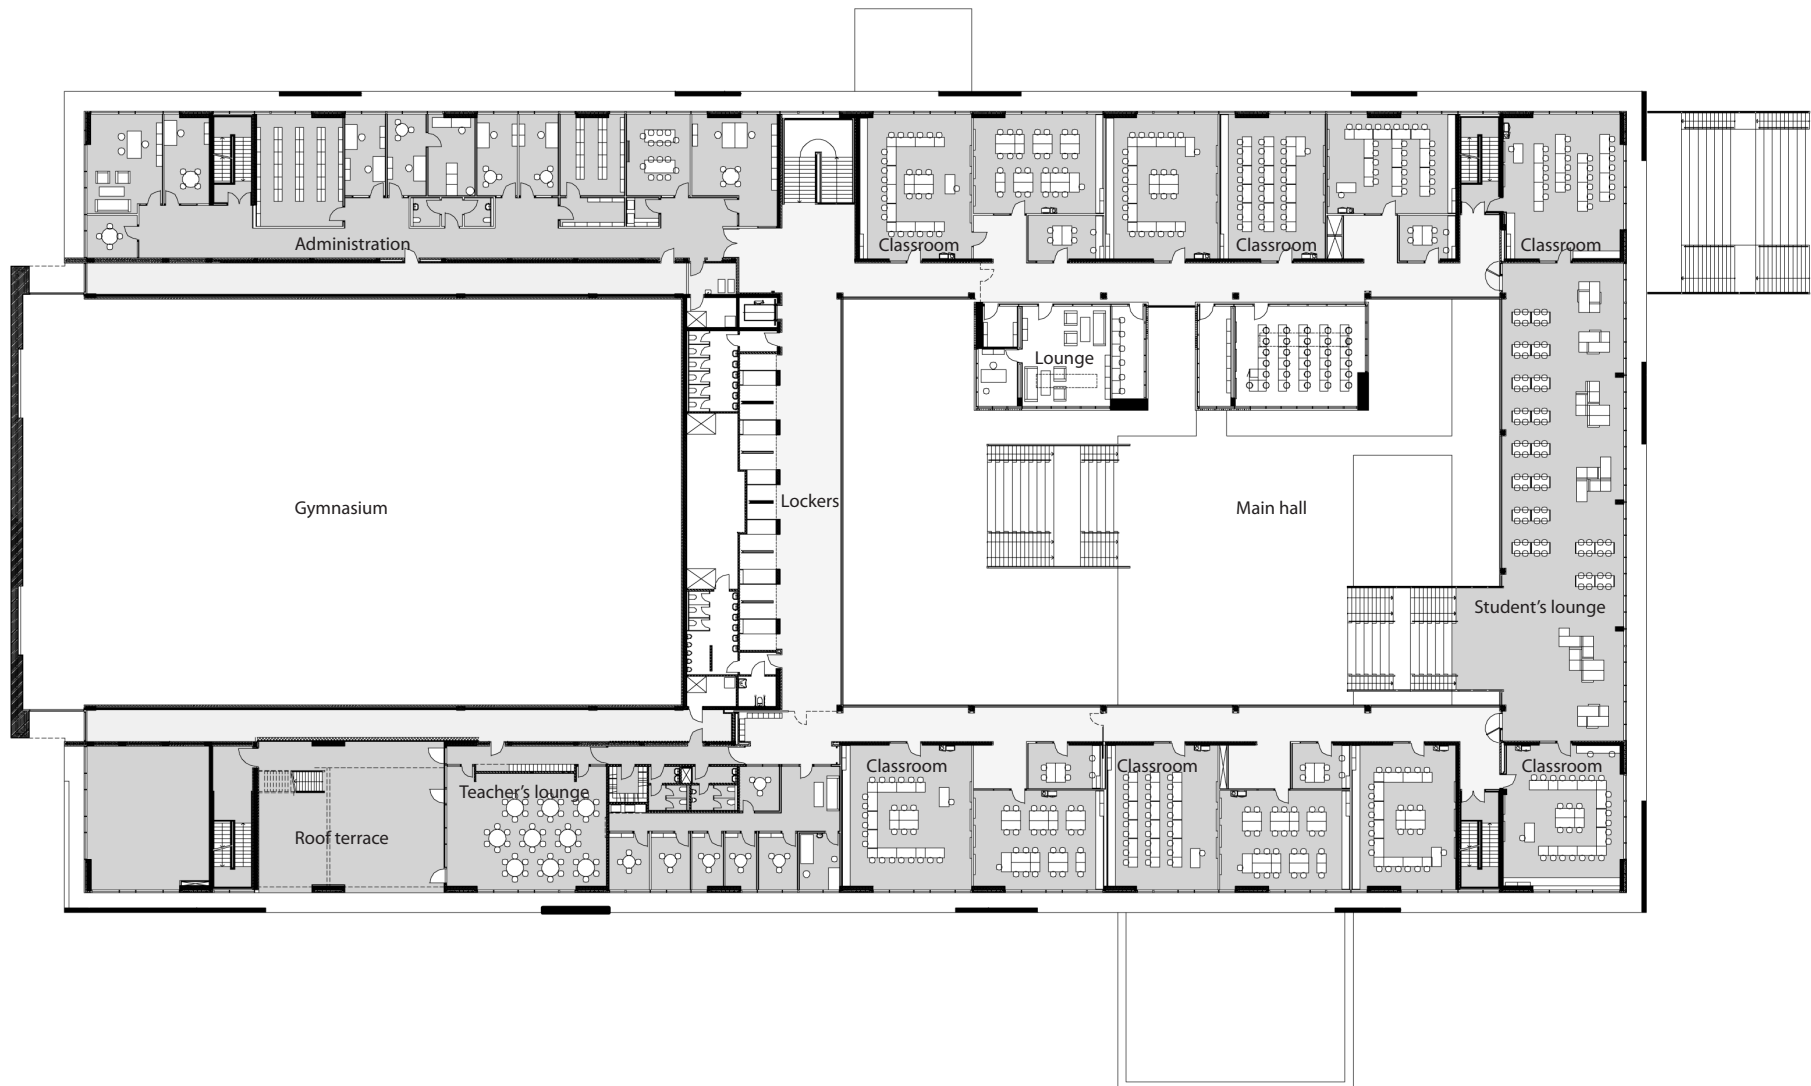 Administration
Classroom
Classroom
Classroom
Lounge
Gymnasium
Lockers
Main hall
Student's lounge
Classroom
Classroom
Classroom
Teacher's lounge
Roof terrace